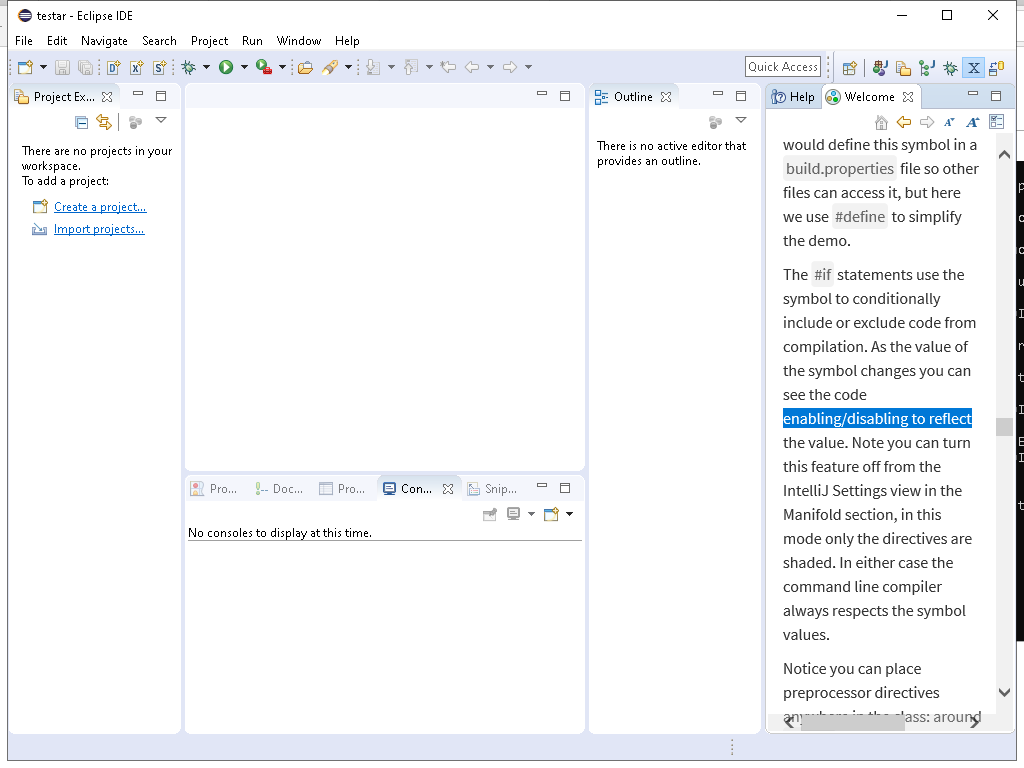 testar - Eclipse IDE
File Edit Navigate Search Project Run Window Help
Quick Access
Project Ex...
There are no projects in your
workspace.
To add a project:
Create a project...
Import projects...
Outline
There is no active editor that
provides an outline.
Help Welcome
would define this symbol in a
build.properties file so other
files can access it, but here
we use #define to simplify
the demo.
The #if statements use the
symbol to conditionally
include or exclude code from
compilation. As the value of
the symbol changes you can
see the code
enabling/disabling to reflect
the value. Note you can turn
this feature off from the
IntelliJ Settings view in the
Manifold section, in this
mode only the directives are
shaded. In either case the
command line compiler
always respects the symbol
values.
Notice you can place
preprocessor directives
anywhere in the class: around
Pro... Doc... Pro... Con... Snip...
No consoles to display at this time.